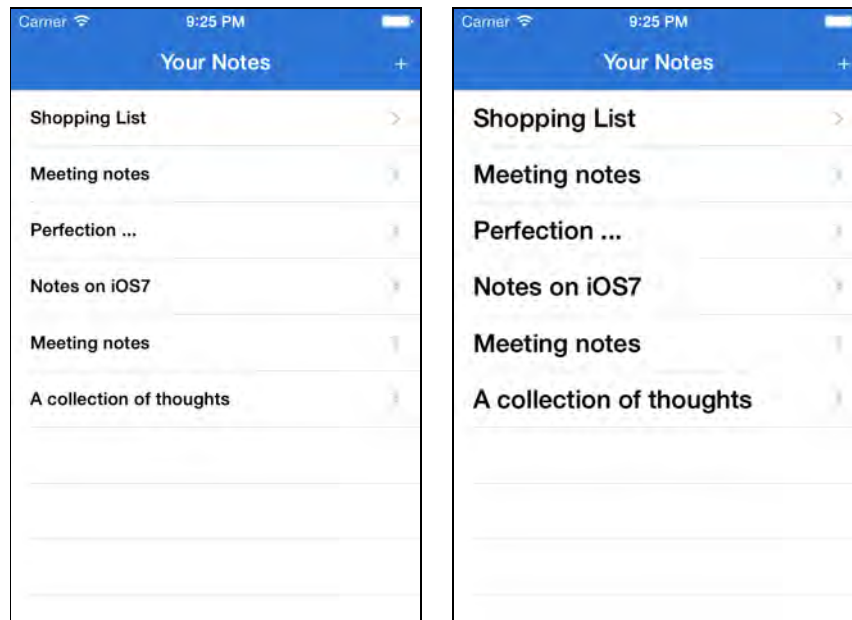 Carrier 9:25 PM
Your Notes +
Shopping List
Meeting notes
Perfection ...
Notes on iOS7
Meeting notes
A collection of thoughts
Carrier 9:25 PM
Your Notes +
Shopping List
Meeting notes
Perfection ...
Notes on iOS7
Meeting notes
A collection of thoughts